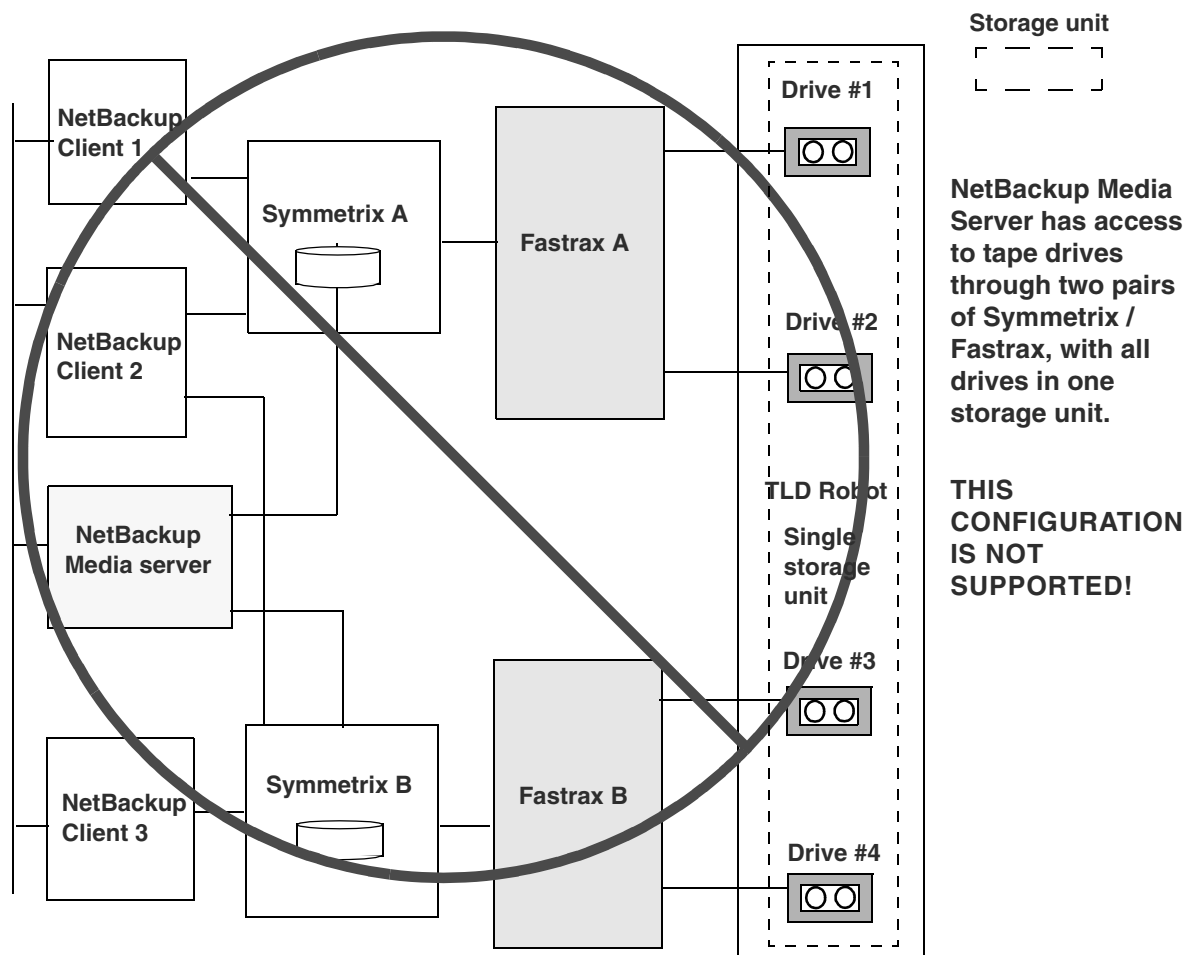 Storage unit
Drive #1
NetBackup
Client 1
Symmetrix A
Fastrax A
NetBackup Media
Server has access
to tape drives
through two pairs
of Symmetrix /
Fastrax, with all
drives in one
storage unit.
Drive #2
NetBackup
Client 2
TLD Robot
THIS
CONFIGURATION
IS NOT
SUPPORTED!
NetBackup
Media server
Single
storage
unit
Drive #3
Symmetrix B
Fastrax B
NetBackup
Client 3
Drive #4